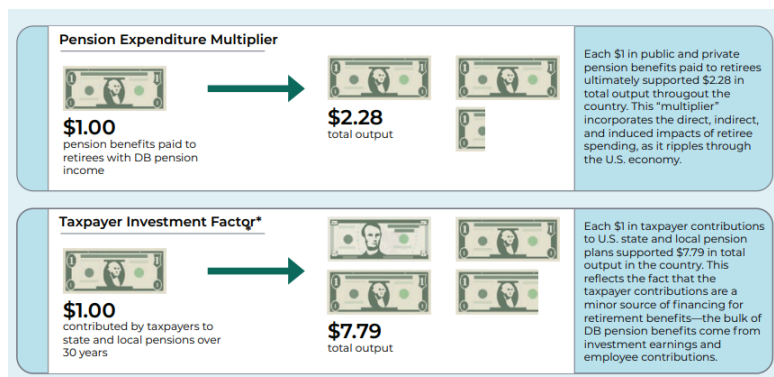 Pension Expenditure Multiplier
$1.00
pension benefits paid to
retirees with DB pension
income
$2.28
total output
Each $1 in public and private
pension benefits paid to retirees
ultimately supported $2.28 in
total output througout the
country. This “multiplier”
incorporates the direct, indirect,
and induced impacts of retiree
spending, as it ripples through
the U.S. economy.
Taxpayer Investment Factor*
$1.00
contributed by taxpayers to
state and local pensions over
30 years
$7.79
total output
Each $1 in taxpayer contributions
to U.S. state and local pension
plans supported $7.79 in total
output in the country. This
reflects the fact that the
taxpayer contributions are a
minor source of financing for
retirement benefits—the bulk of
DB pension benefits come from
investment earnings and
employee contributions.